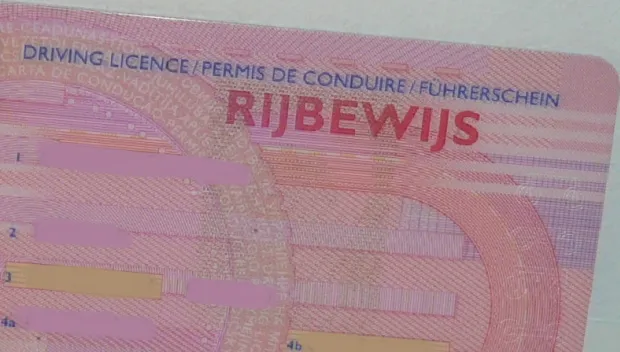 DRIVING LICENCE / PERMIS DE CONDUIRE / FÜHRERSCHEIN
RIJBEWIJS
1
2
3
4a
4b